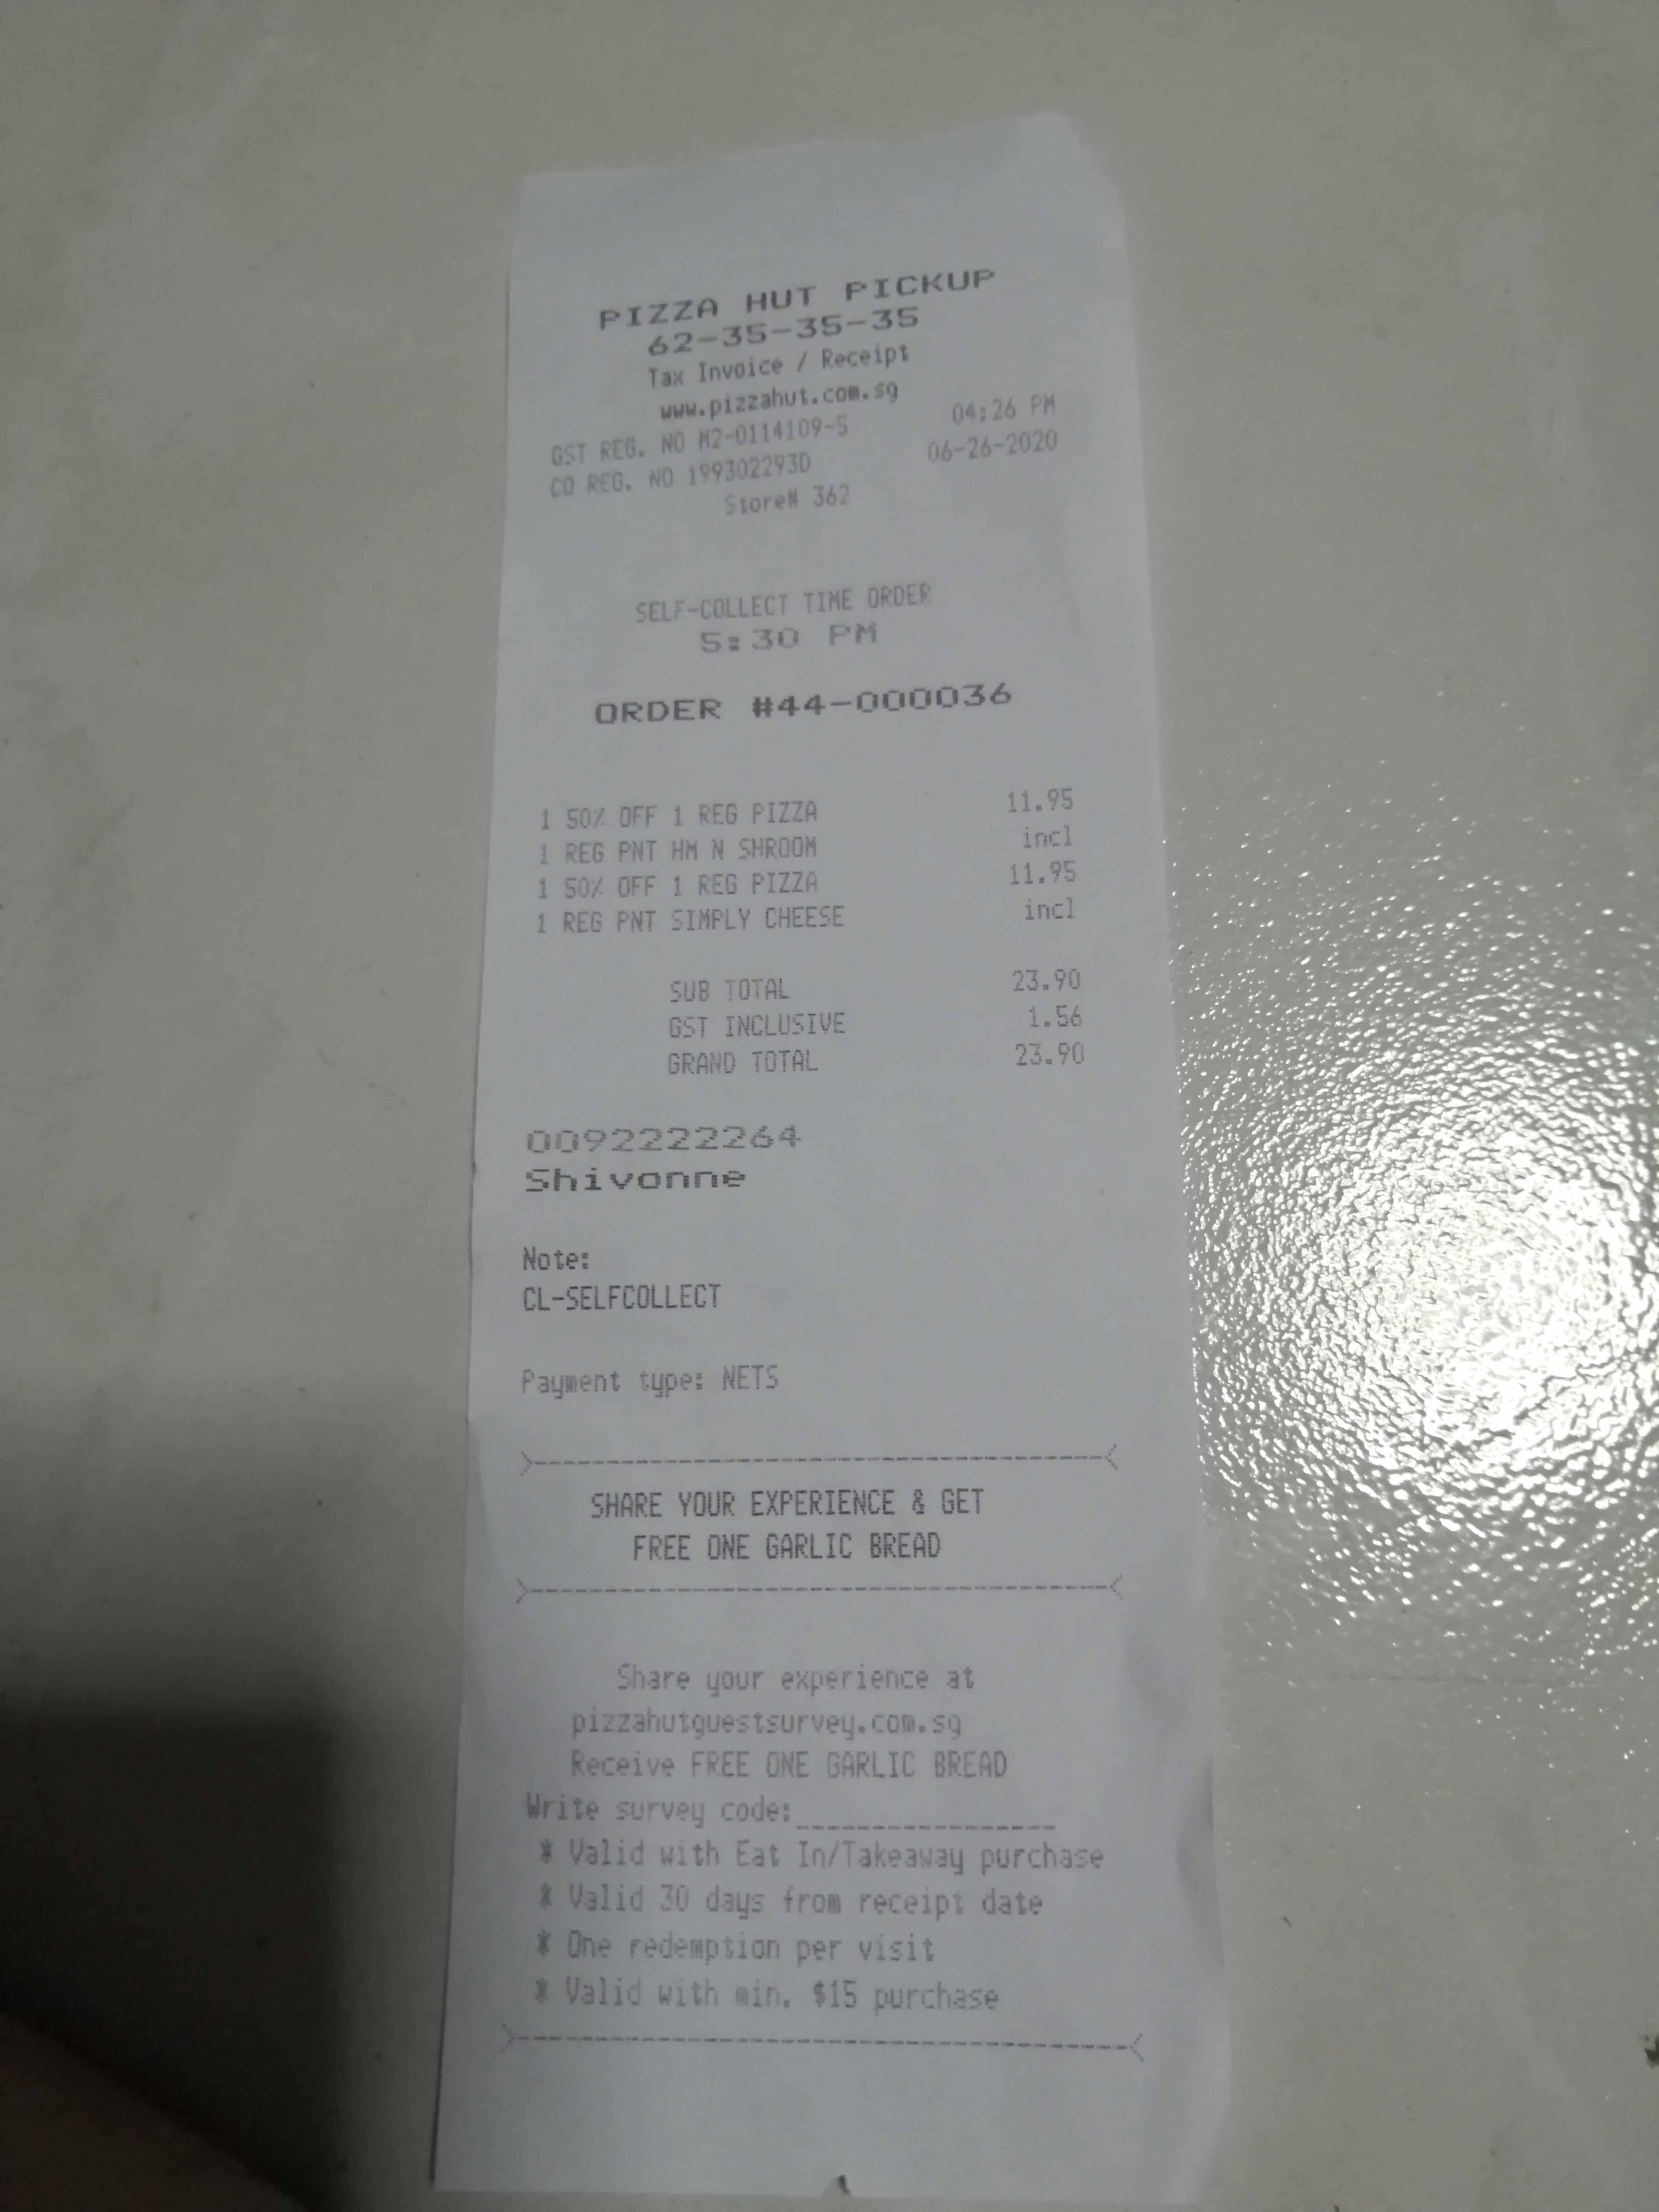 PIZZA HUT PICKUP
62-35-35-35
Tax Invoice / Receipt
www.pizzahut.com.sg
GST REG. NO M2-0114109-5 04:26 PM
CO REG. NO 199302293D 06-26-2020
Store# 362
SELF-COLLECT TIME ORDER
5:30 PM
ORDER #44-000036
1 50% OFF 1 REG PIZZA 11.95
1 REG PNT HM N SHROOM incl
1 50% OFF 1 REG PIZZA 11.95
1 REG PNT SIMPLY CHEESE incl
SUB TOTAL 23.90
GST INCLUSIVE 1.56
GRAND TOTAL 23.90
0092222264
Shivonne
Note:
CL-SELFCOLLECT
Payment type: NETS
SHARE YOUR EXPERIENCE & GET
FREE ONE GARLIC BREAD
Share your experience at
pizzahutguestsurvey.com.sg
Receive FREE ONE GARLIC BREAD
Write survey code:_________________
* Valid with Eat In/Takeaway purchase
* Valid 30 days from receipt date
* One redemption per visit
* Valid with min. $15 purchase